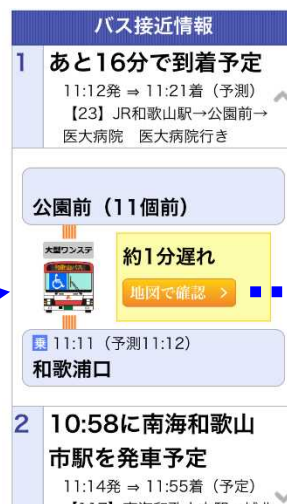 バス接近情報
1 あと16分で到着予定
11:12発 ⇒ 11:21着（予測）
【23】JR和歌山駅→公園前→
医大病院 医大病院行き
公園前（11個前）
大型ワンステ
約1分遅れ
地図で確認 >
乗 11:11（予測11:12）
和歌浦口
2 10:58に南海和歌山
市駅を発車予定
11:14発 ⇒ 11:55着（予定）